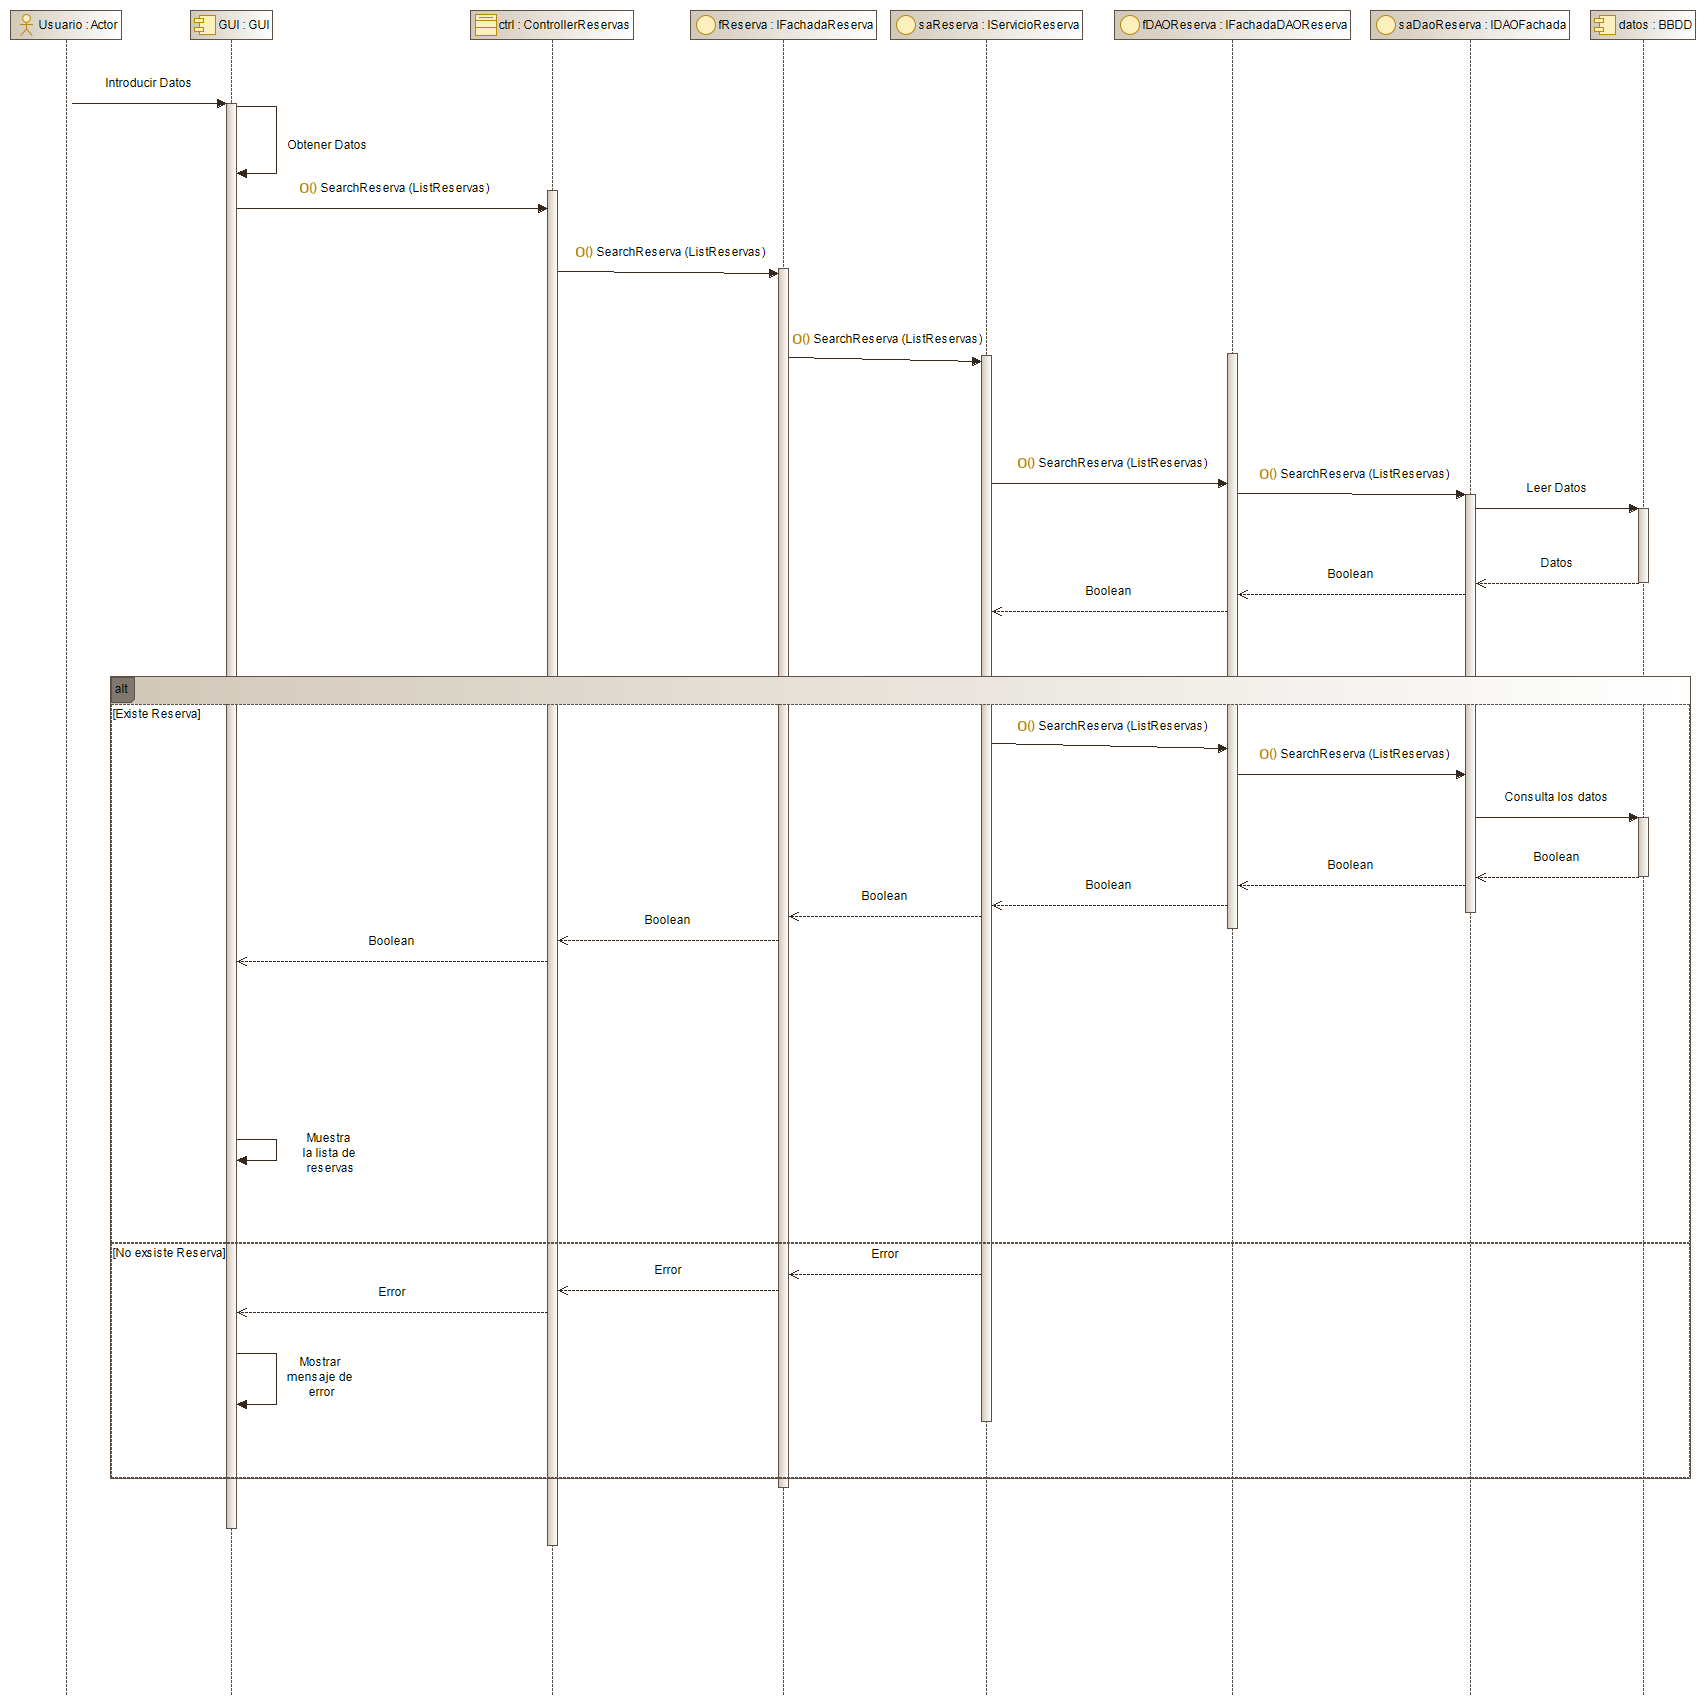 Usuario : Actor
GUI : GUI
ctrl : ControllerReservas
fReserva : IFachadaReserva
saReserva : IServicioReserva
fDAOReserva : IFachadaDAOReserva
saDaoReserva : IDAOFachada
datos : BBDD
Introducir Datos
Obtener Datos
O() SearchReserva (ListReservas)
O() SearchReserva (ListReservas)
O() SearchReserva (ListReservas)
O() SearchReserva (ListReservas)
O() SearchReserva (ListReservas)
Leer Datos
Datos
Boolean
Boolean
alt
[Existe Reserva]
O() SearchReserva (ListReservas)
O() SearchReserva (ListReservas)
Consulta los datos
Boolean
Boolean
Boolean
Boolean
Boolean
Boolean
Muestra
la lista de
reservas
[No exsiste Reserva]
Error
Error
Error
Mostrar
mensaje de
error